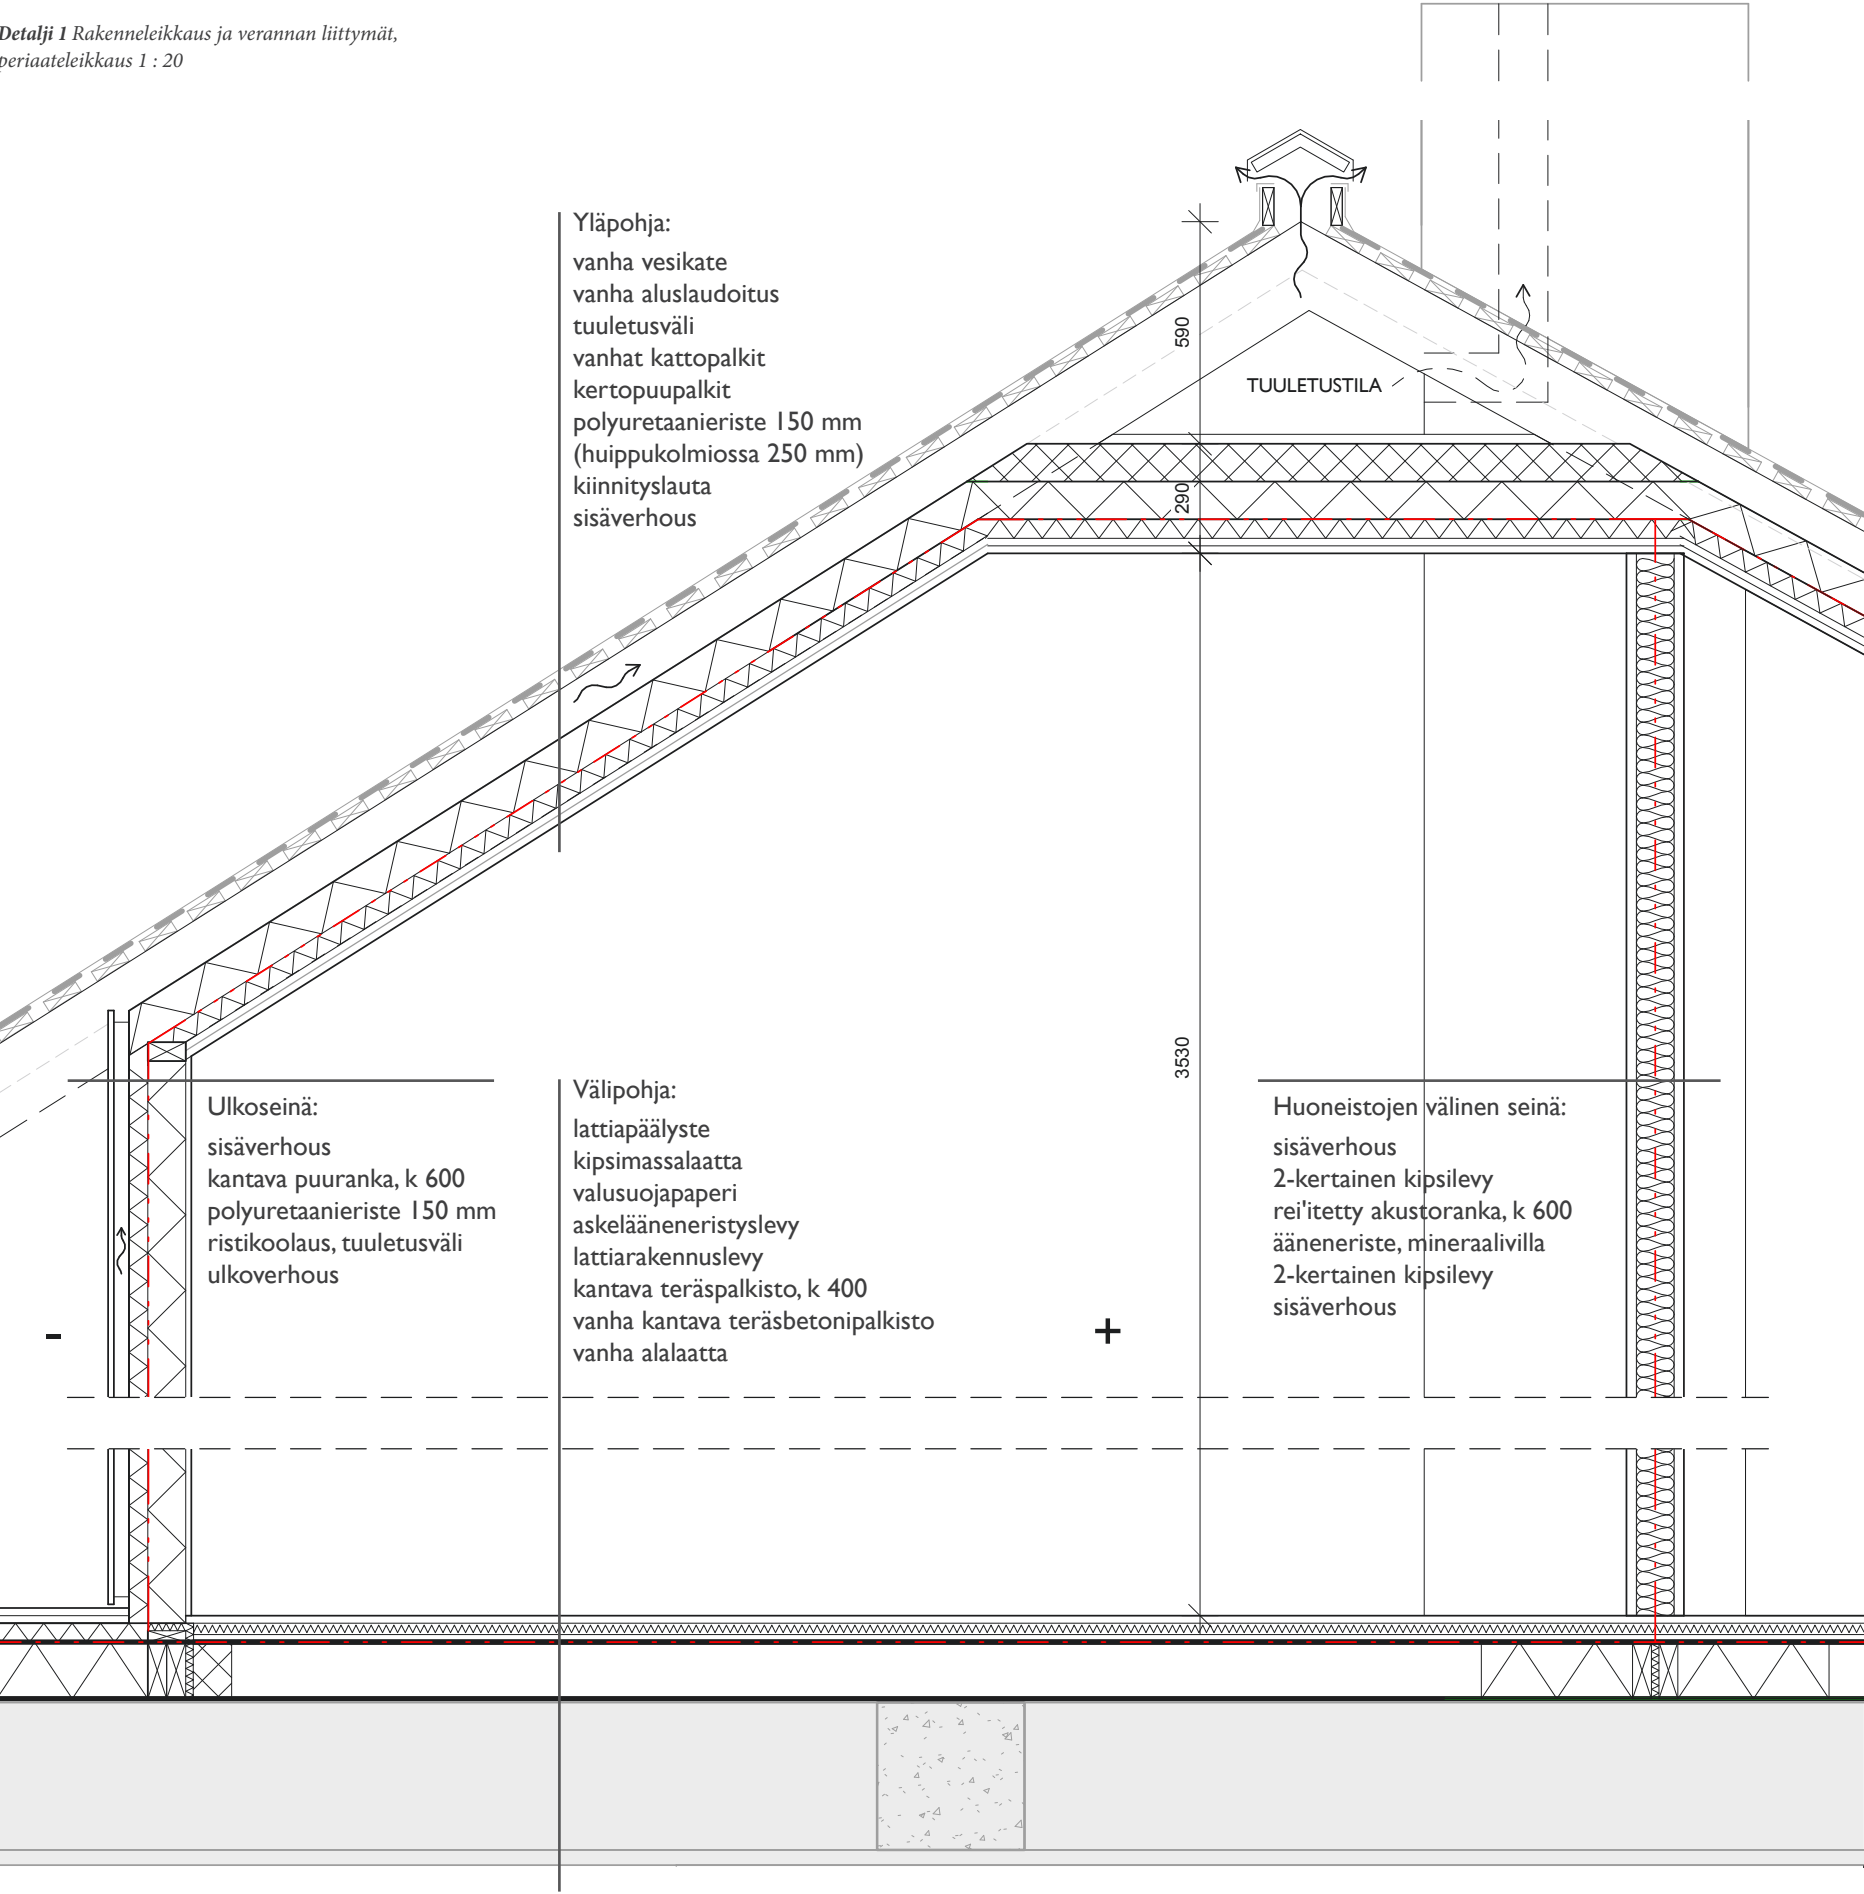 Detalji 1 Rakenneleikkaus ja verannan liittymät,
periaateleikkaus 1 : 20
Yläpohja:
vanha vesikate
vanha aluslaudoitus
tuuletusväli
vanhat kattopalkit
kertopuupalkit
polyuretaanieriste 150 mm
(huippukolmiossa 250 mm)
kiinnityslauta
sisäverhous
590
TUULETUSTILA
290
3530
Ulkoseinä:
sisäverhous
kantava puuranka, k 600
polyuretaanieriste 150 mm
ristikoolaus, tuuletusväli
ulkoverhous
-
Välipohja:
lattiapäälyste
kipsimassalaatta
valusuojapaperi
askelääneneristyslevy
lattiarakennuslevy
kantava teräspalkisto, k 400
vanha kantava teräsbetonipalkisto
vanha alalaatta
+
Huoneistojen välinen seinä:
sisäverhous
2-kertainen kipsilevy
rei'itetty akustoranka, k 600
ääneneriste, mineraalivilla
2-kertainen kipsilevy
sisäverhous